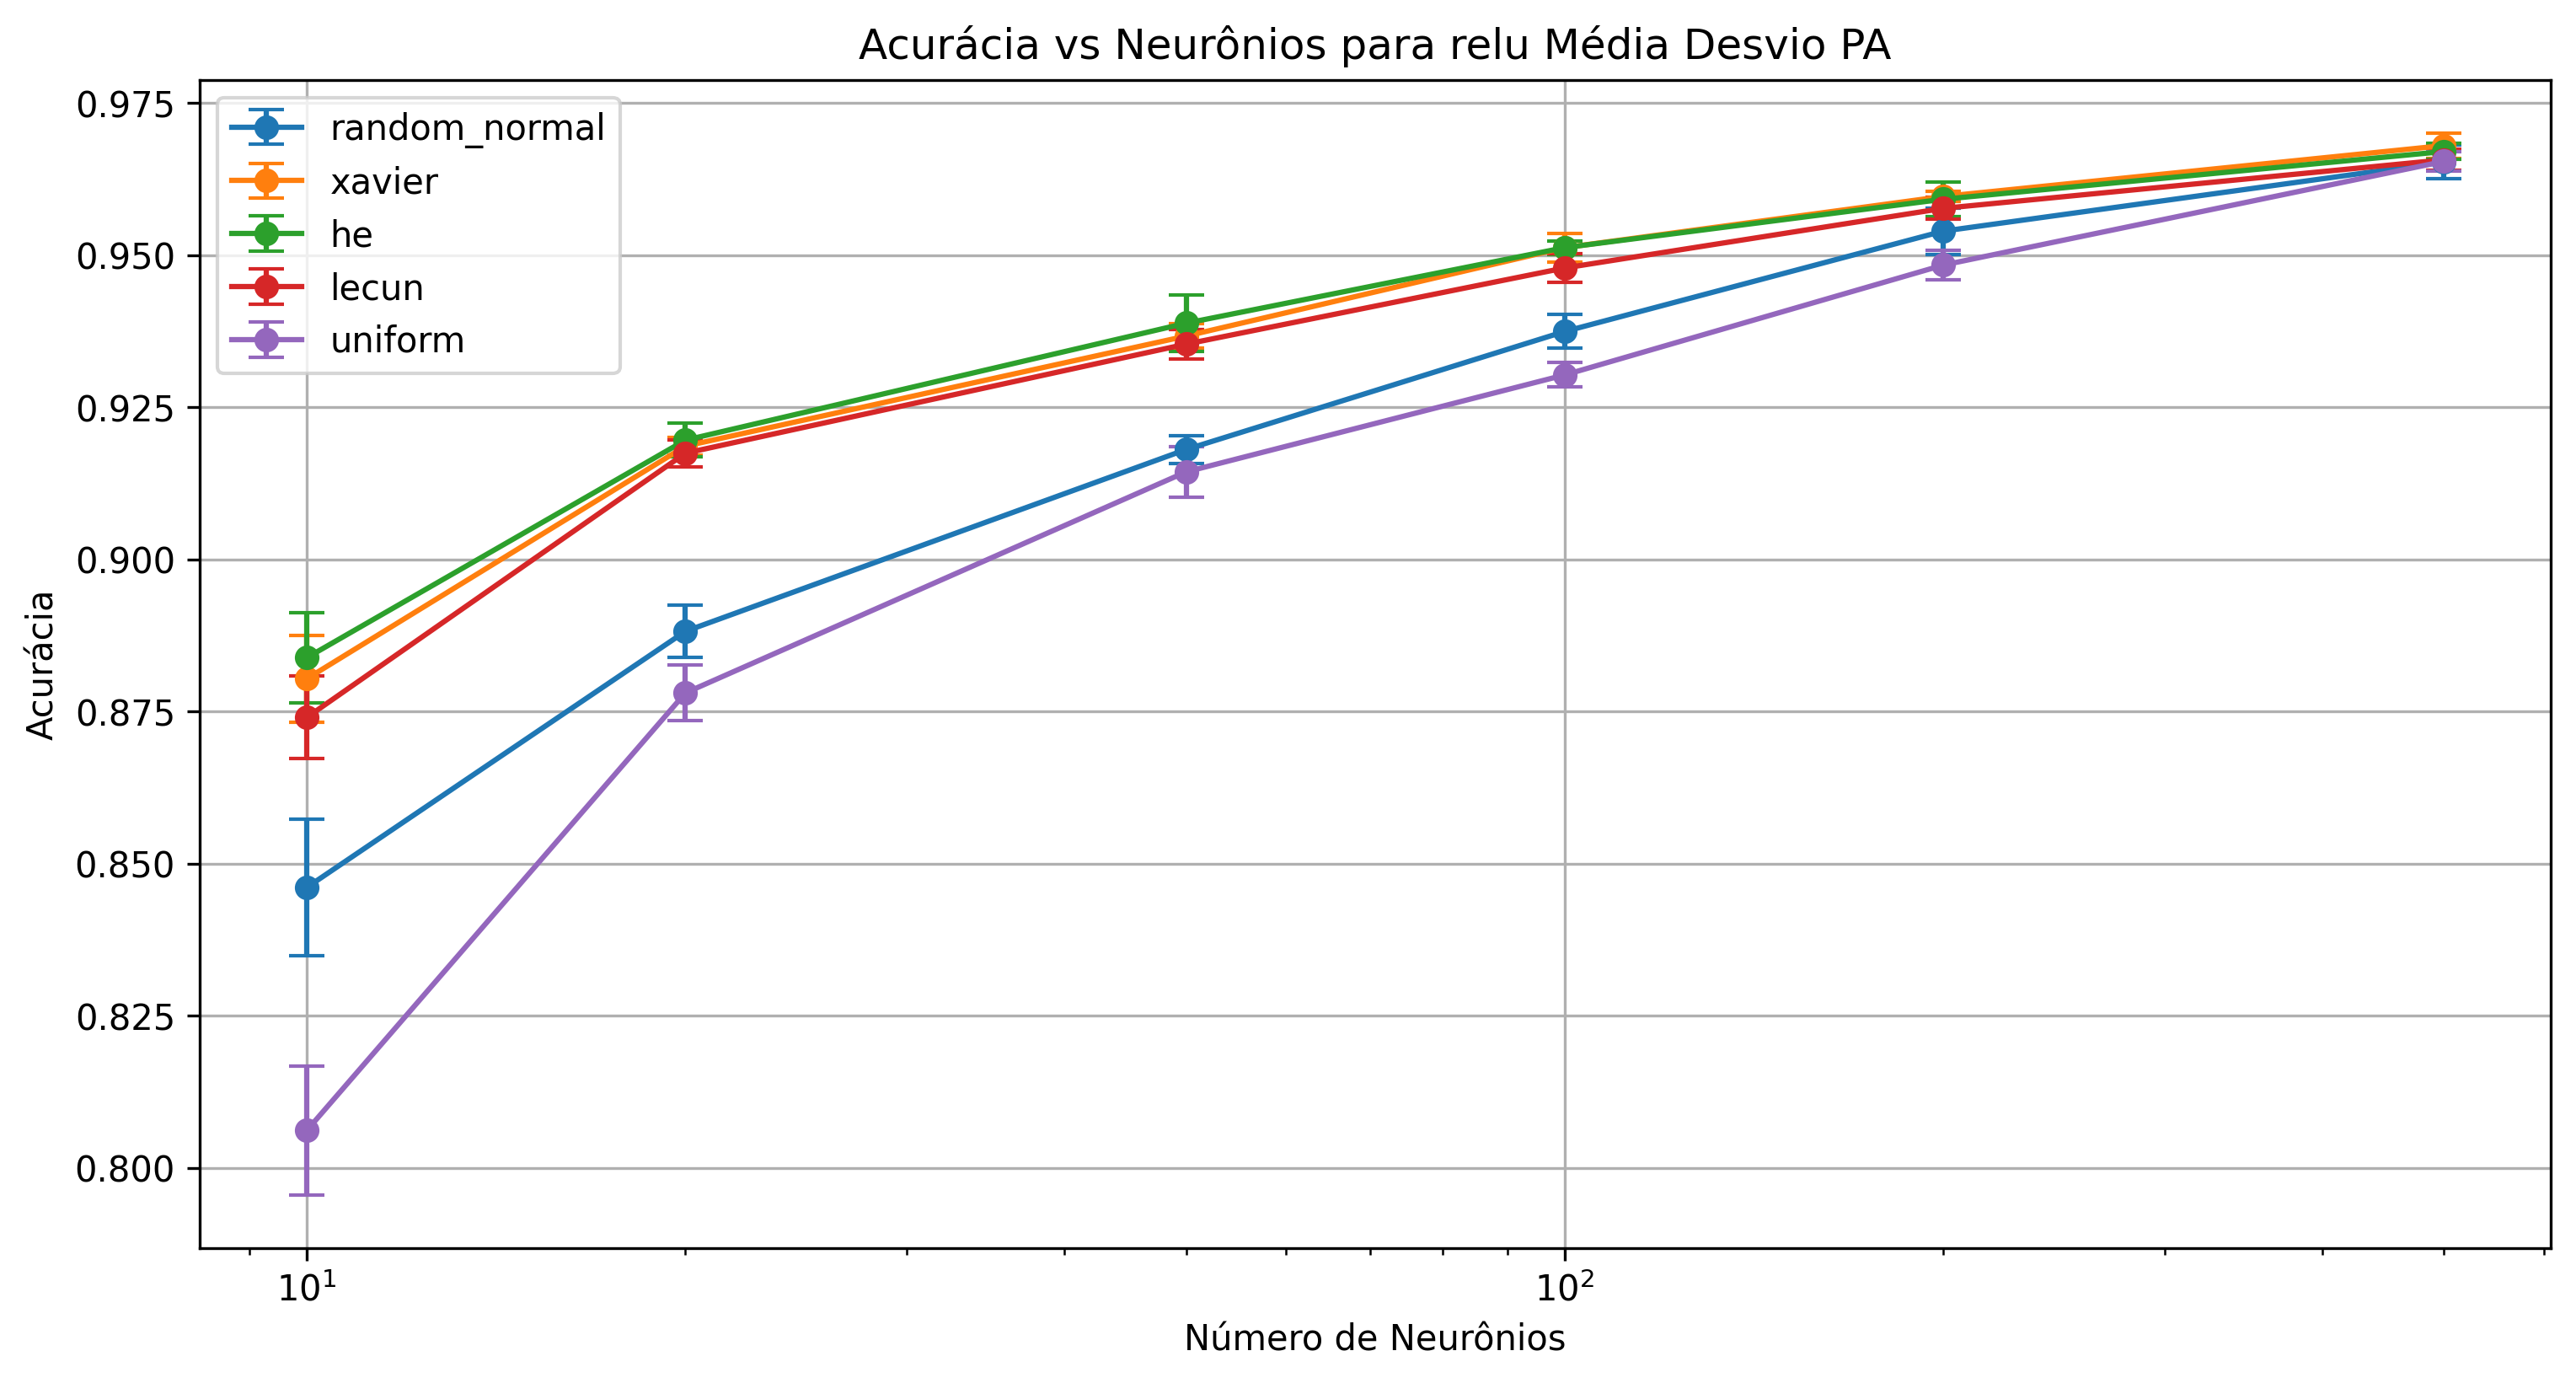 Acurácia vs Neurônios para relu Média Desvio PA
0.975
0.950
0.925
0.900
0.875
0.850
0.825
0.800
Acurácia
random_normal
xavier
he
lecun
uniform
10¹
10²
Número de Neurônios